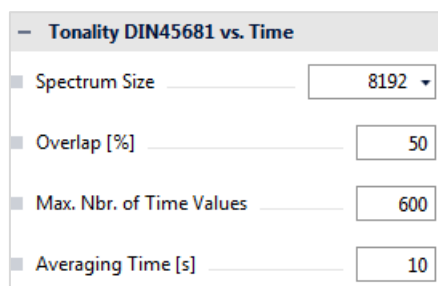 – Tonality DIN45681 vs. Time
Spectrum Size 8192
Overlap [%] 50
Max. Nbr. of Time Values 600
Averaging Time [s] 10